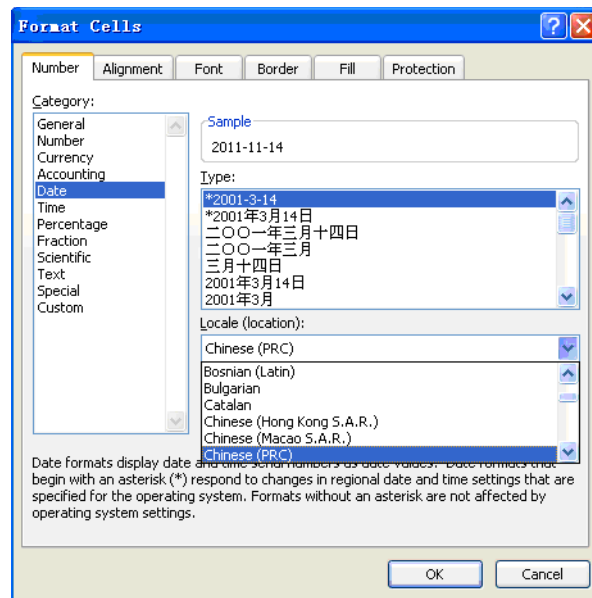 Format Cells
Number Alignment Font Border Fill Protection
Category:
General
Number
Currency
Accounting
Date
Time
Percentage
Fraction
Scientific
Text
Special
Custom
Sample
2011-11-14
Type:
*2001-3-14
*2001年3月14日
二〇〇一年三月十四日
二〇〇一年三月
三月十四日
2001年3月14日
2001年3月
Locale (location):
Chinese (PRC)
Bosnian (Latin)
Bulgarian
Catalan
Chinese (Hong Kong S.A.R.)
Chinese (Macao S.A.R.)
Chinese (PRC)
Date formats display date and time serial numbers as date values. Date formats that
begin with an asterisk (*) respond to changes in regional date and time settings that are
specified for the operating system. Formats without an asterisk are not affected by
operating system settings.
OK Cancel